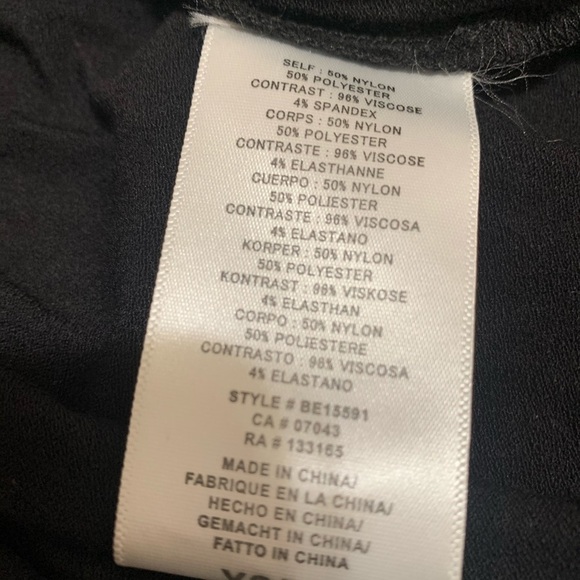 SELF : 50% NYLON
50% POLYESTER
CONTRAST : 96% VISCOSE
4% SPANDEX
CORPS : 50% NYLON
50% POLYESTER
CONTRASTE : 96% VISCOSE
4% ELASTHANNE
CUERPO : 50% NYLON
50% POLIESTER
CONTRASTE : 96% VISCOSA
4% ELASTANO
KORPER : 50% NYLON
50% POLYESTER
KONTRAST : 96% VISKOSE
4% ELASTHAN
CORPO : 50% NYLON
50% POLIESTERE
CONTRASTO : 96% VISCOSA
4% ELASTANO
STYLE # BE15591
CA # 07043
RA # 133165
MADE IN CHINA/
FABRIQUE EN LA CHINA/
HECHO EN CHINA/
GEMACHT IN CHINA/
FATTO IN CHINA